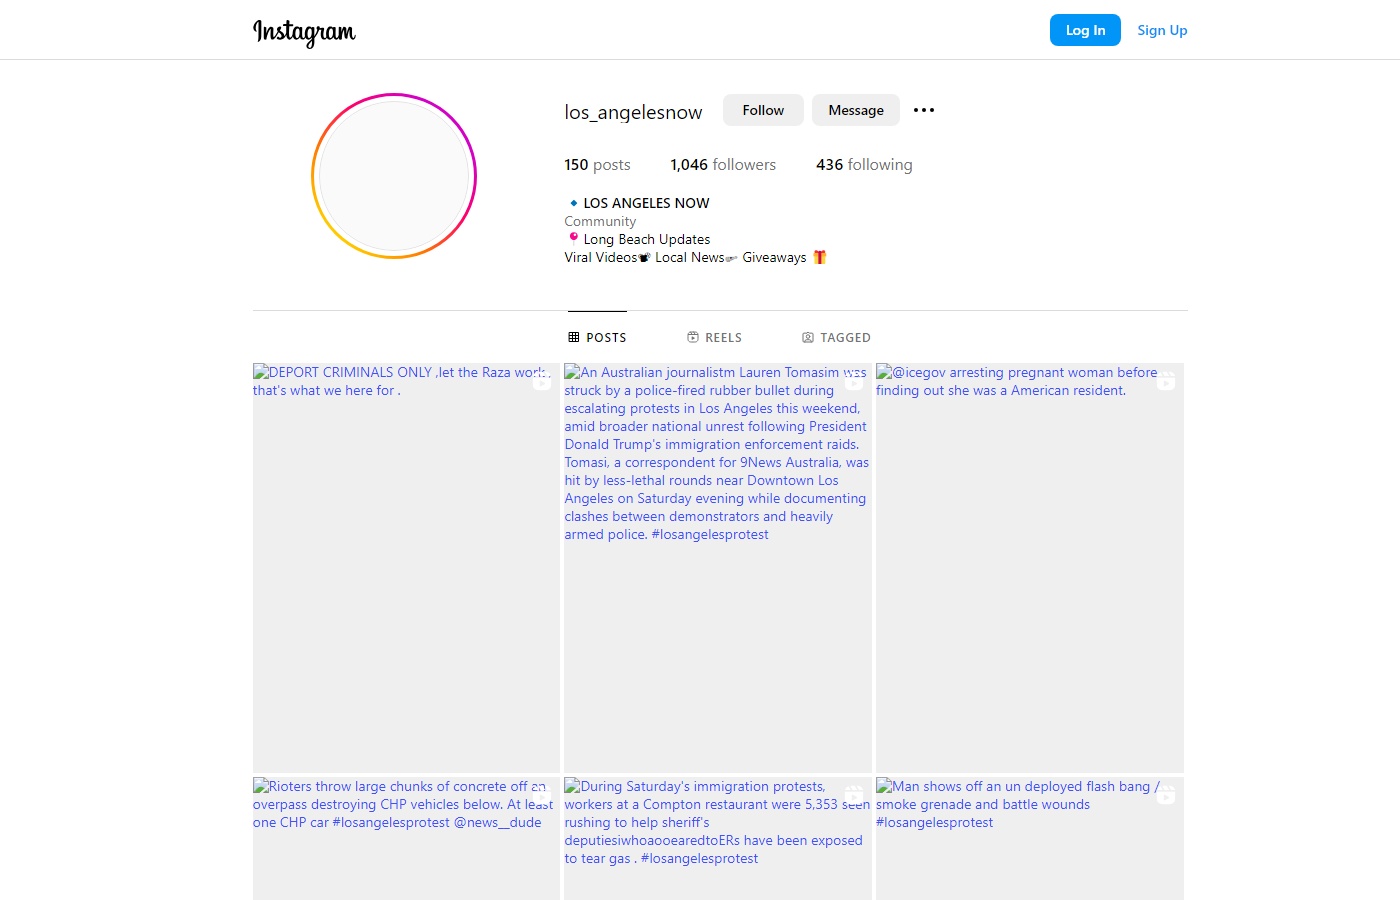 Instagram
Log In
Sign Up
los_angelesnow
Follow
Message
150 posts
1,046 followers
436 following
LOS ANGELES NOW
Community
Long Beach Updates
Viral Videos Local News Giveaways
POSTS
REELS
TAGGED
DEPORT CRIMINALS ONLY ,let the Raza work ,
that's what we here for .
An Australian journalistm Lauren Tomasim was
struck by a police-fired rubber bullet during
escalating protests in Los Angeles this weekend,
amid broader national unrest following President
Donald Trump's immigration enforcement raids.
Tomasi, a correspondent for 9News Australia, was
hit by less-lethal rounds near Downtown Los
Angeles on Saturday evening while documenting
clashes between demonstrators and heavily
armed police. #losangelesprotest
@icegov arresting pregnant woman before
finding out she was a American resident.
Rioters throw large chunks of concrete off an
overpass destroying CHP vehicles below. At least
one CHP car #losangelesprotest @news__dude
During Saturday's immigration protests,
workers at a Compton restaurant were 5,353 seen
rushing to help sheriff's
deputiesiwhoaooearedtoERs have been exposed
to tear gas . #losangelesprotest
Man shows off an un deployed flash bang /
smoke grenade and battle wounds
#losangelesprotest